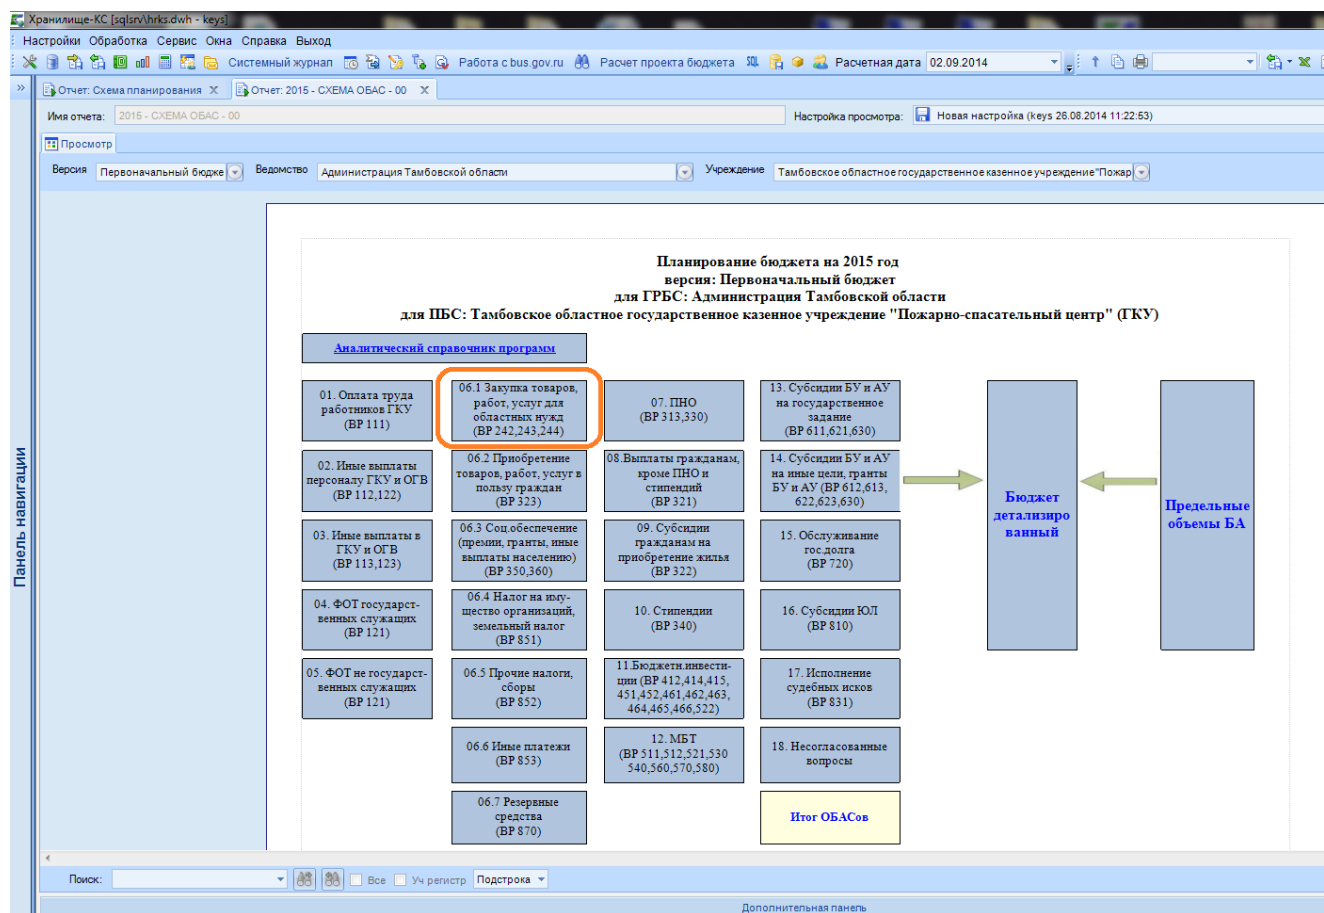 Хранилище-КС [sqlsrv\hrks.dwh - keys]
Настройки Обработка Сервис Окна Справка Выход
Системный журнал Работа с bus.gov.ru Расчет проекта бюджета SQL Расчетная дата 02.09.2014
Отчет: Схема планирования X Отчет: 2015 - СХЕМА ОБАС - 00 X
Имя отчета: 2015 - СХЕМА ОБАС - 00 Настройка просмотра: Новая настройка (keys 26.08.2014 11:22:53)
Просмотр
Версия Первоначальный бюдже Ведомство Администрация Тамбовской области Учреждение Тамбовское областное государственное казенное учреждение"Пожар
Планирование бюджета на 2015 год
версия: Первоначальный бюджет
для ГРБС: Администрация Тамбовской области
для ПБС: Тамбовское областное государственное казенное учреждение "Пожарно-спасательный центр" (ГКУ)
Аналитический справочник программ
01. Оплата труда
работников ГКУ
(ВР 111)
02. Иные выплаты
персоналу ГКУ и ОГВ
(ВР 112,122)
03. Иные выплаты в
ГКУ и ОГВ
(ВР 113,123)
04. ФОТ государст-
венных служащих
(ВР 121)
05. ФОТ не государст-
венных служащих
(ВР 121)
06.1 Закупка товаров,
работ, услуг для
областных нужд
(ВР 242,243,244)
06.2 Приобретение
товаров, работ, услуг в
пользу граждан
(ВР 323)
06.3 Соц.обеспечение
(премии, гранты, иные
выплаты населению)
(ВР 350,360)
06.4 Налог на иму-
щество организаций,
земельный налог
(ВР 851)
06.5 Прочие налоги,
сборы
(ВР 852)
06.6 Иные платежи
(ВР 853)
06.7 Резервные
средства
(ВР 870)
07. ПНО
(ВР 313,330)
08.Выплаты гражданам,
кроме ПНО и
стипендий
(ВР 321)
09. Субсидии
гражданам на
приобретение жилья
(ВР 322)
10. Стипендии
(ВР 340)
11.Бюджетн.инвести-
ции (ВР 412,414,415,
451,452,461,462,463,
464,465,466,522)
12. МБТ
(ВР 511,512,521,530
540,560,570,580)
13. Субсидии БУ и АУ
на государственное
задание
(ВР 611,621,630)
14. Субсидии БУ и АУ
на иные цели, гранты
БУ и АУ (ВР 612,613,
622,623,630)
15. Обслуживание
гос.долга
(ВР 720)
16. Субсидии ЮЛ
(ВР 810)
17. Исполнение
судебных исков
(ВР 831)
18. Несогласованные
вопросы
Итог ОБАСов
Бюджет
детализиро
ванный
Предельные
объемы БА
Панель навигации
Поиск: Все Уч регистр Подстрока
Дополнительная панель